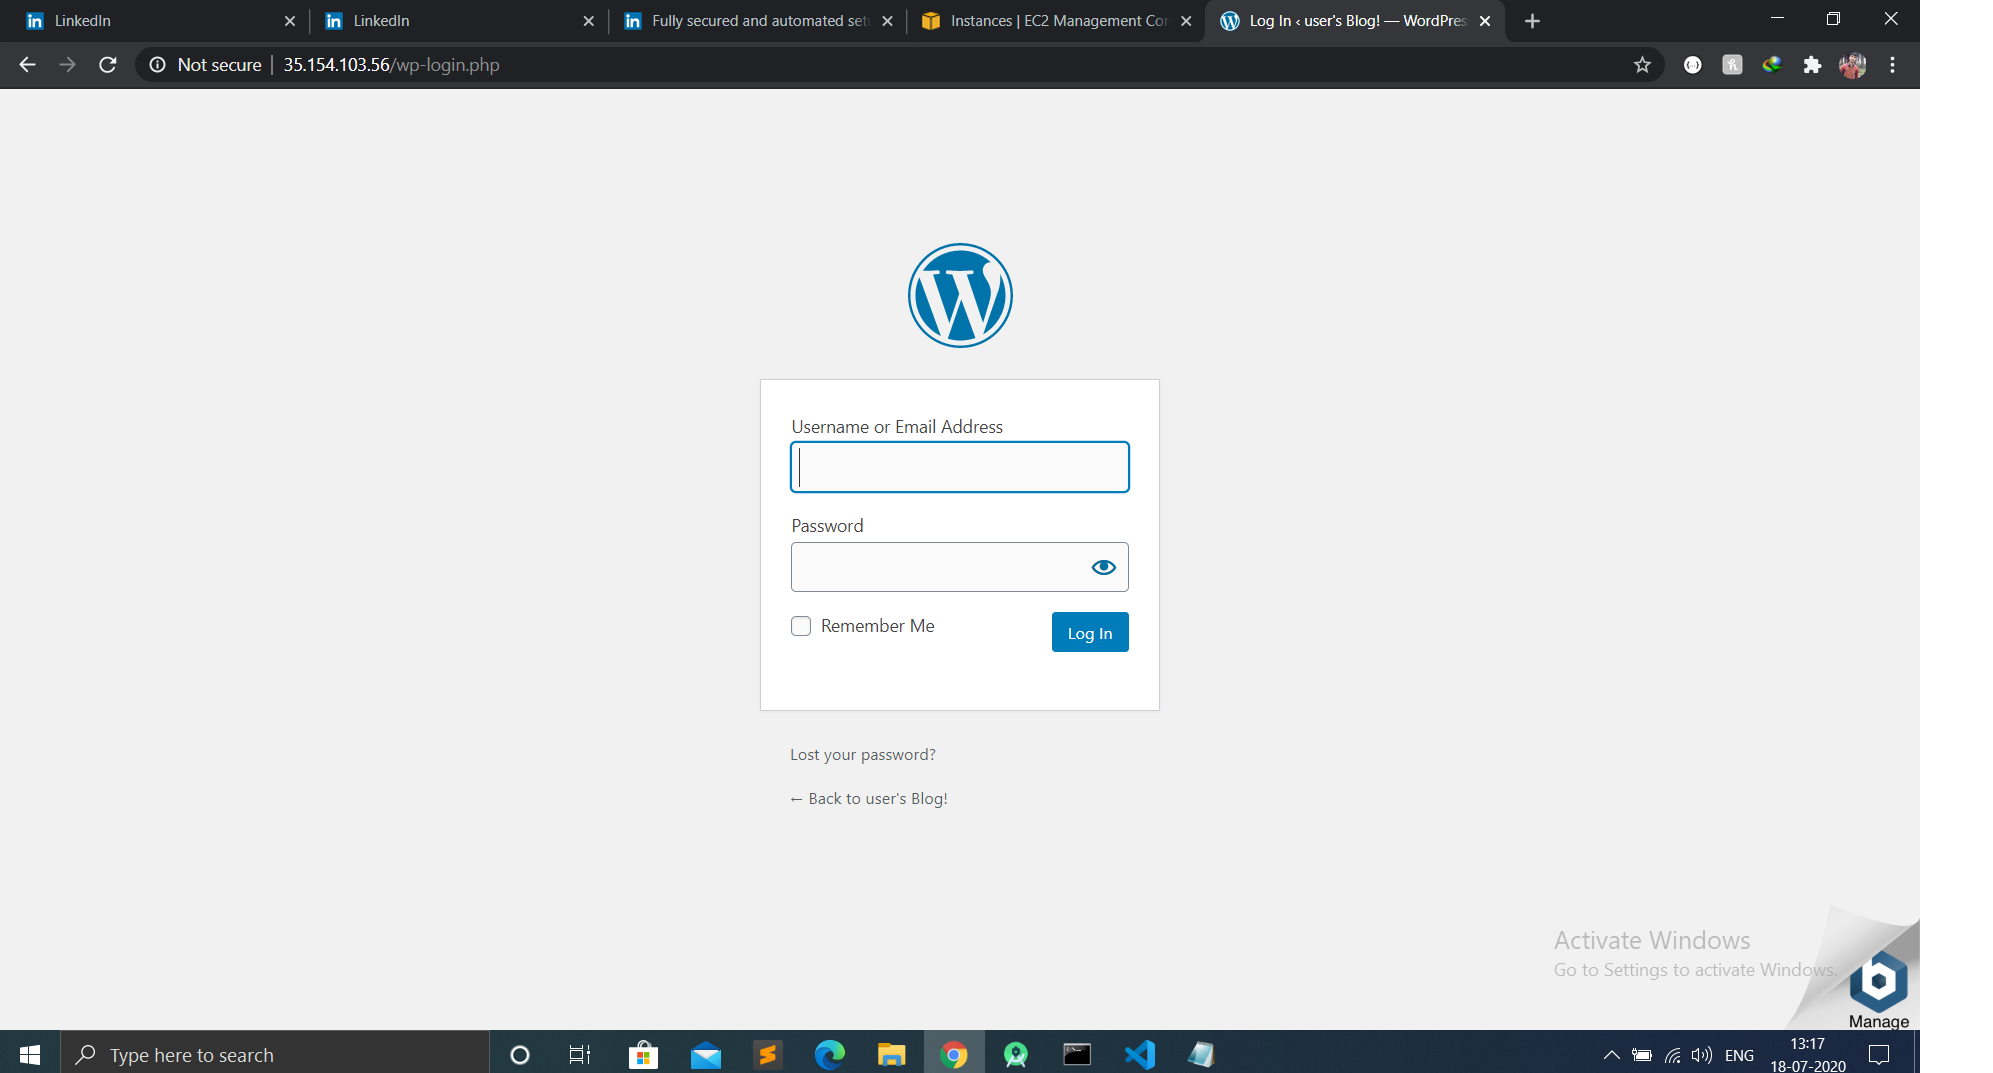 LinkedIn
LinkedIn
Fully secured and automated setu
Instances | EC2 Management Con
Log In ‹ user's Blog! — WordPres
Not secure | 35.154.103.56/wp-login.php
Username or Email Address
Password
Remember Me
Log In
Lost your password?
← Back to user's Blog!
Activate Windows
Go to Settings to activate Windows.
Manage
Type here to search
ENG
13:17
18-07-2020